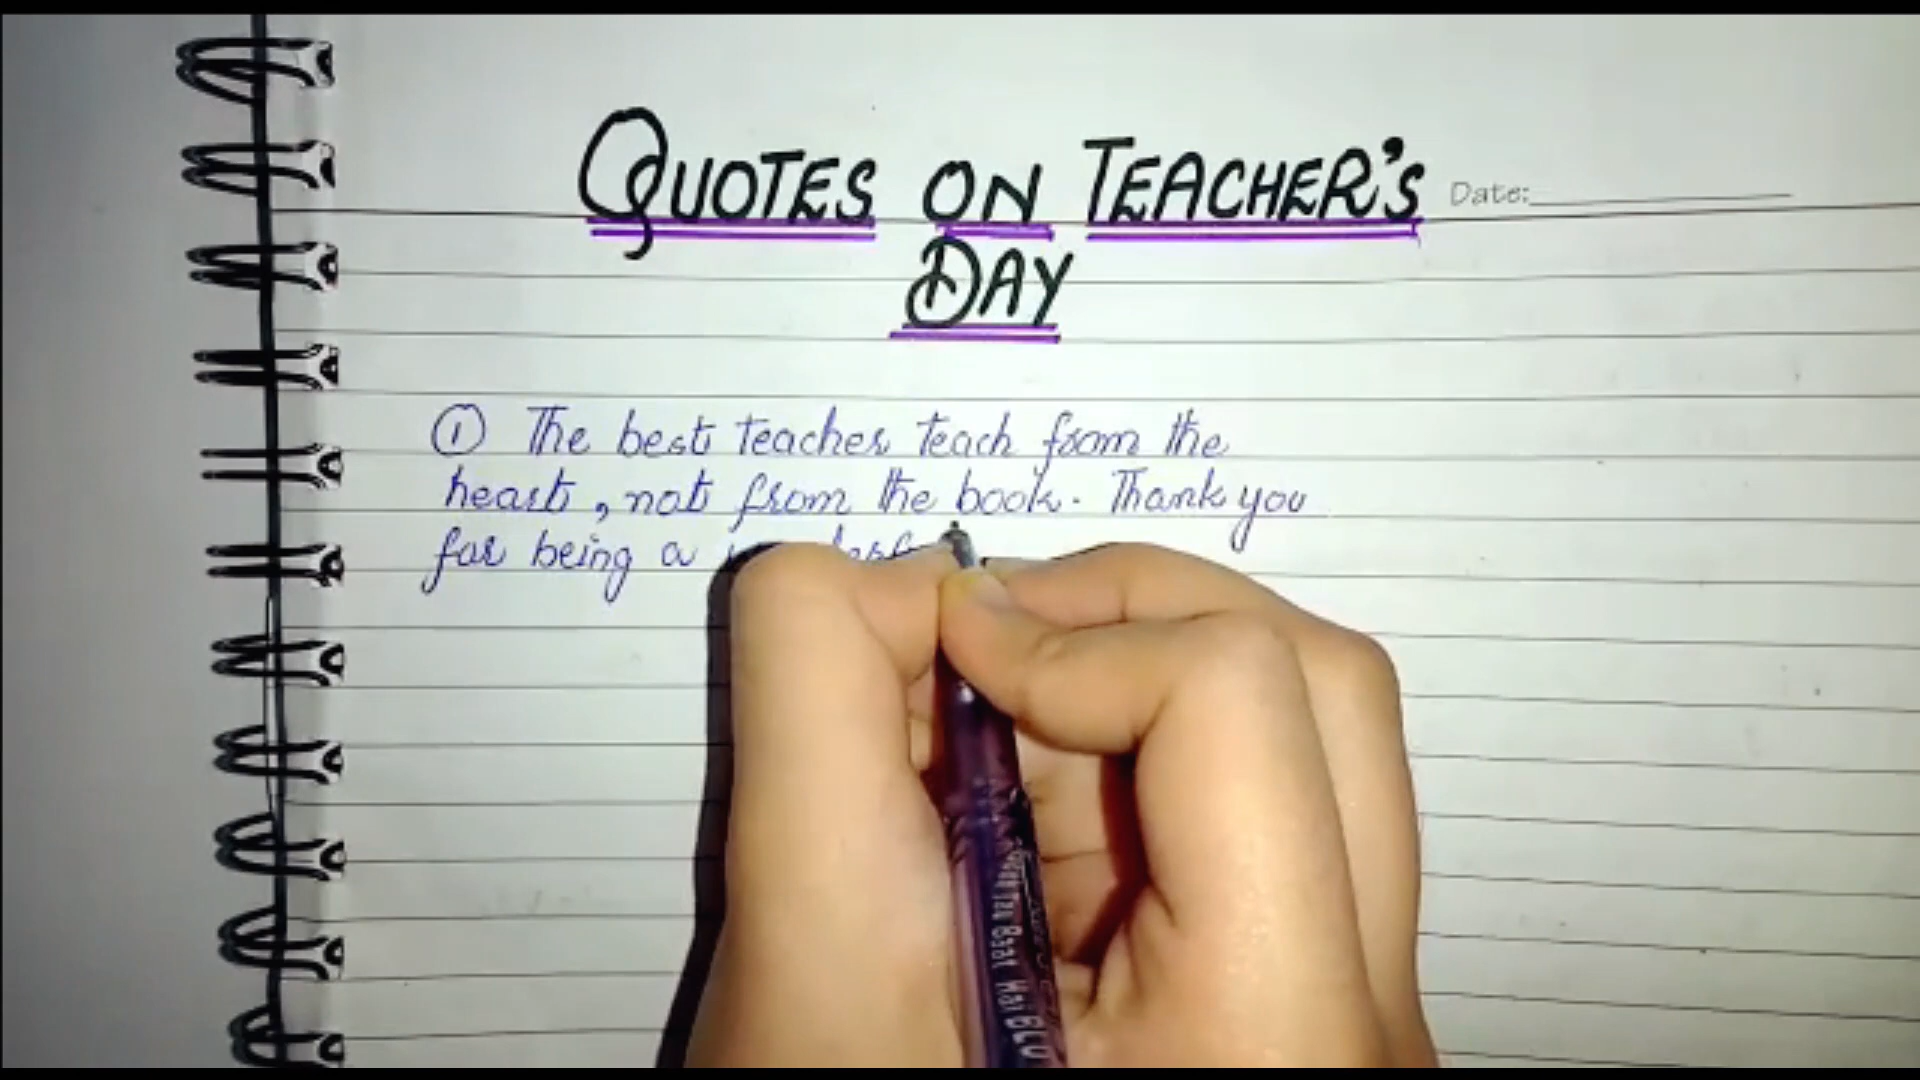 QUOTES ON TEACHER'S
Date:
DAY
① The best teacher teach from the
heart, not from the book. Thank you
for being a